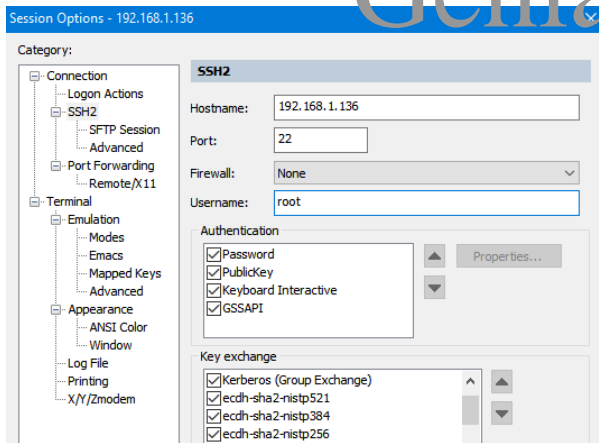 Session Options - 192.168.1.136
Category:
Connection
Logon Actions
SSH2
SFTP Session
Advanced
Port Forwarding
Remote/X11
Terminal
Emulation
Modes
Emacs
Mapped Keys
Advanced
Appearance
ANSI Color
Window
Log File
Printing
X/Y/Zmodem
SSH2
Hostname: 192.168.1.136
Port: 22
Firewall: None
Username: root
Authentication
Password
PublicKey
Keyboard Interactive
GSSAPI
Properties...
Key exchange
Kerberos (Group Exchange)
ecdh-sha2-nistp521
ecdh-sha2-nistp384
ecdh-sha2-nistp256